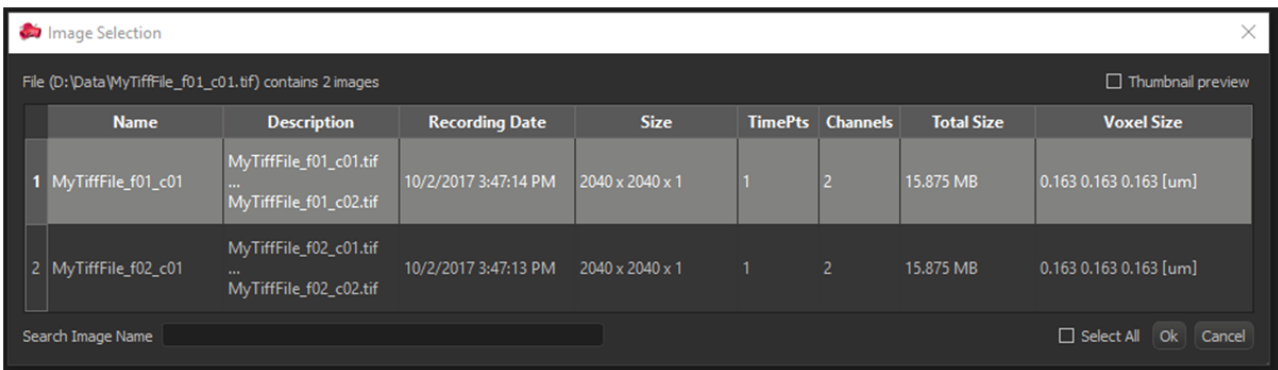 Image Selection
File (D:\Data\MyTiffFile_f01_c01.tif) contains 2 images
Thumbnail preview
Name Description Recording Date Size TimePts Channels Total Size Voxel Size
MyTiffFile_f01_c01.tif
1 MyTiffFile_f01_c01 ... 10/2/2017 3:47:14 PM 2040 x 2040 x 1 1 2 15.875 MB 0.163 0.163 0.163 [um]
MyTiffFile_f01_c02.tif
MyTiffFile_f02_c01.tif
2 MyTiffFile_f02_c01 ... 10/2/2017 3:47:13 PM 2040 x 2040 x 1 1 2 15.875 MB 0.163 0.163 0.163 [um]
MyTiffFile_f02_c02.tif
Search Image Name
Select All Ok Cancel